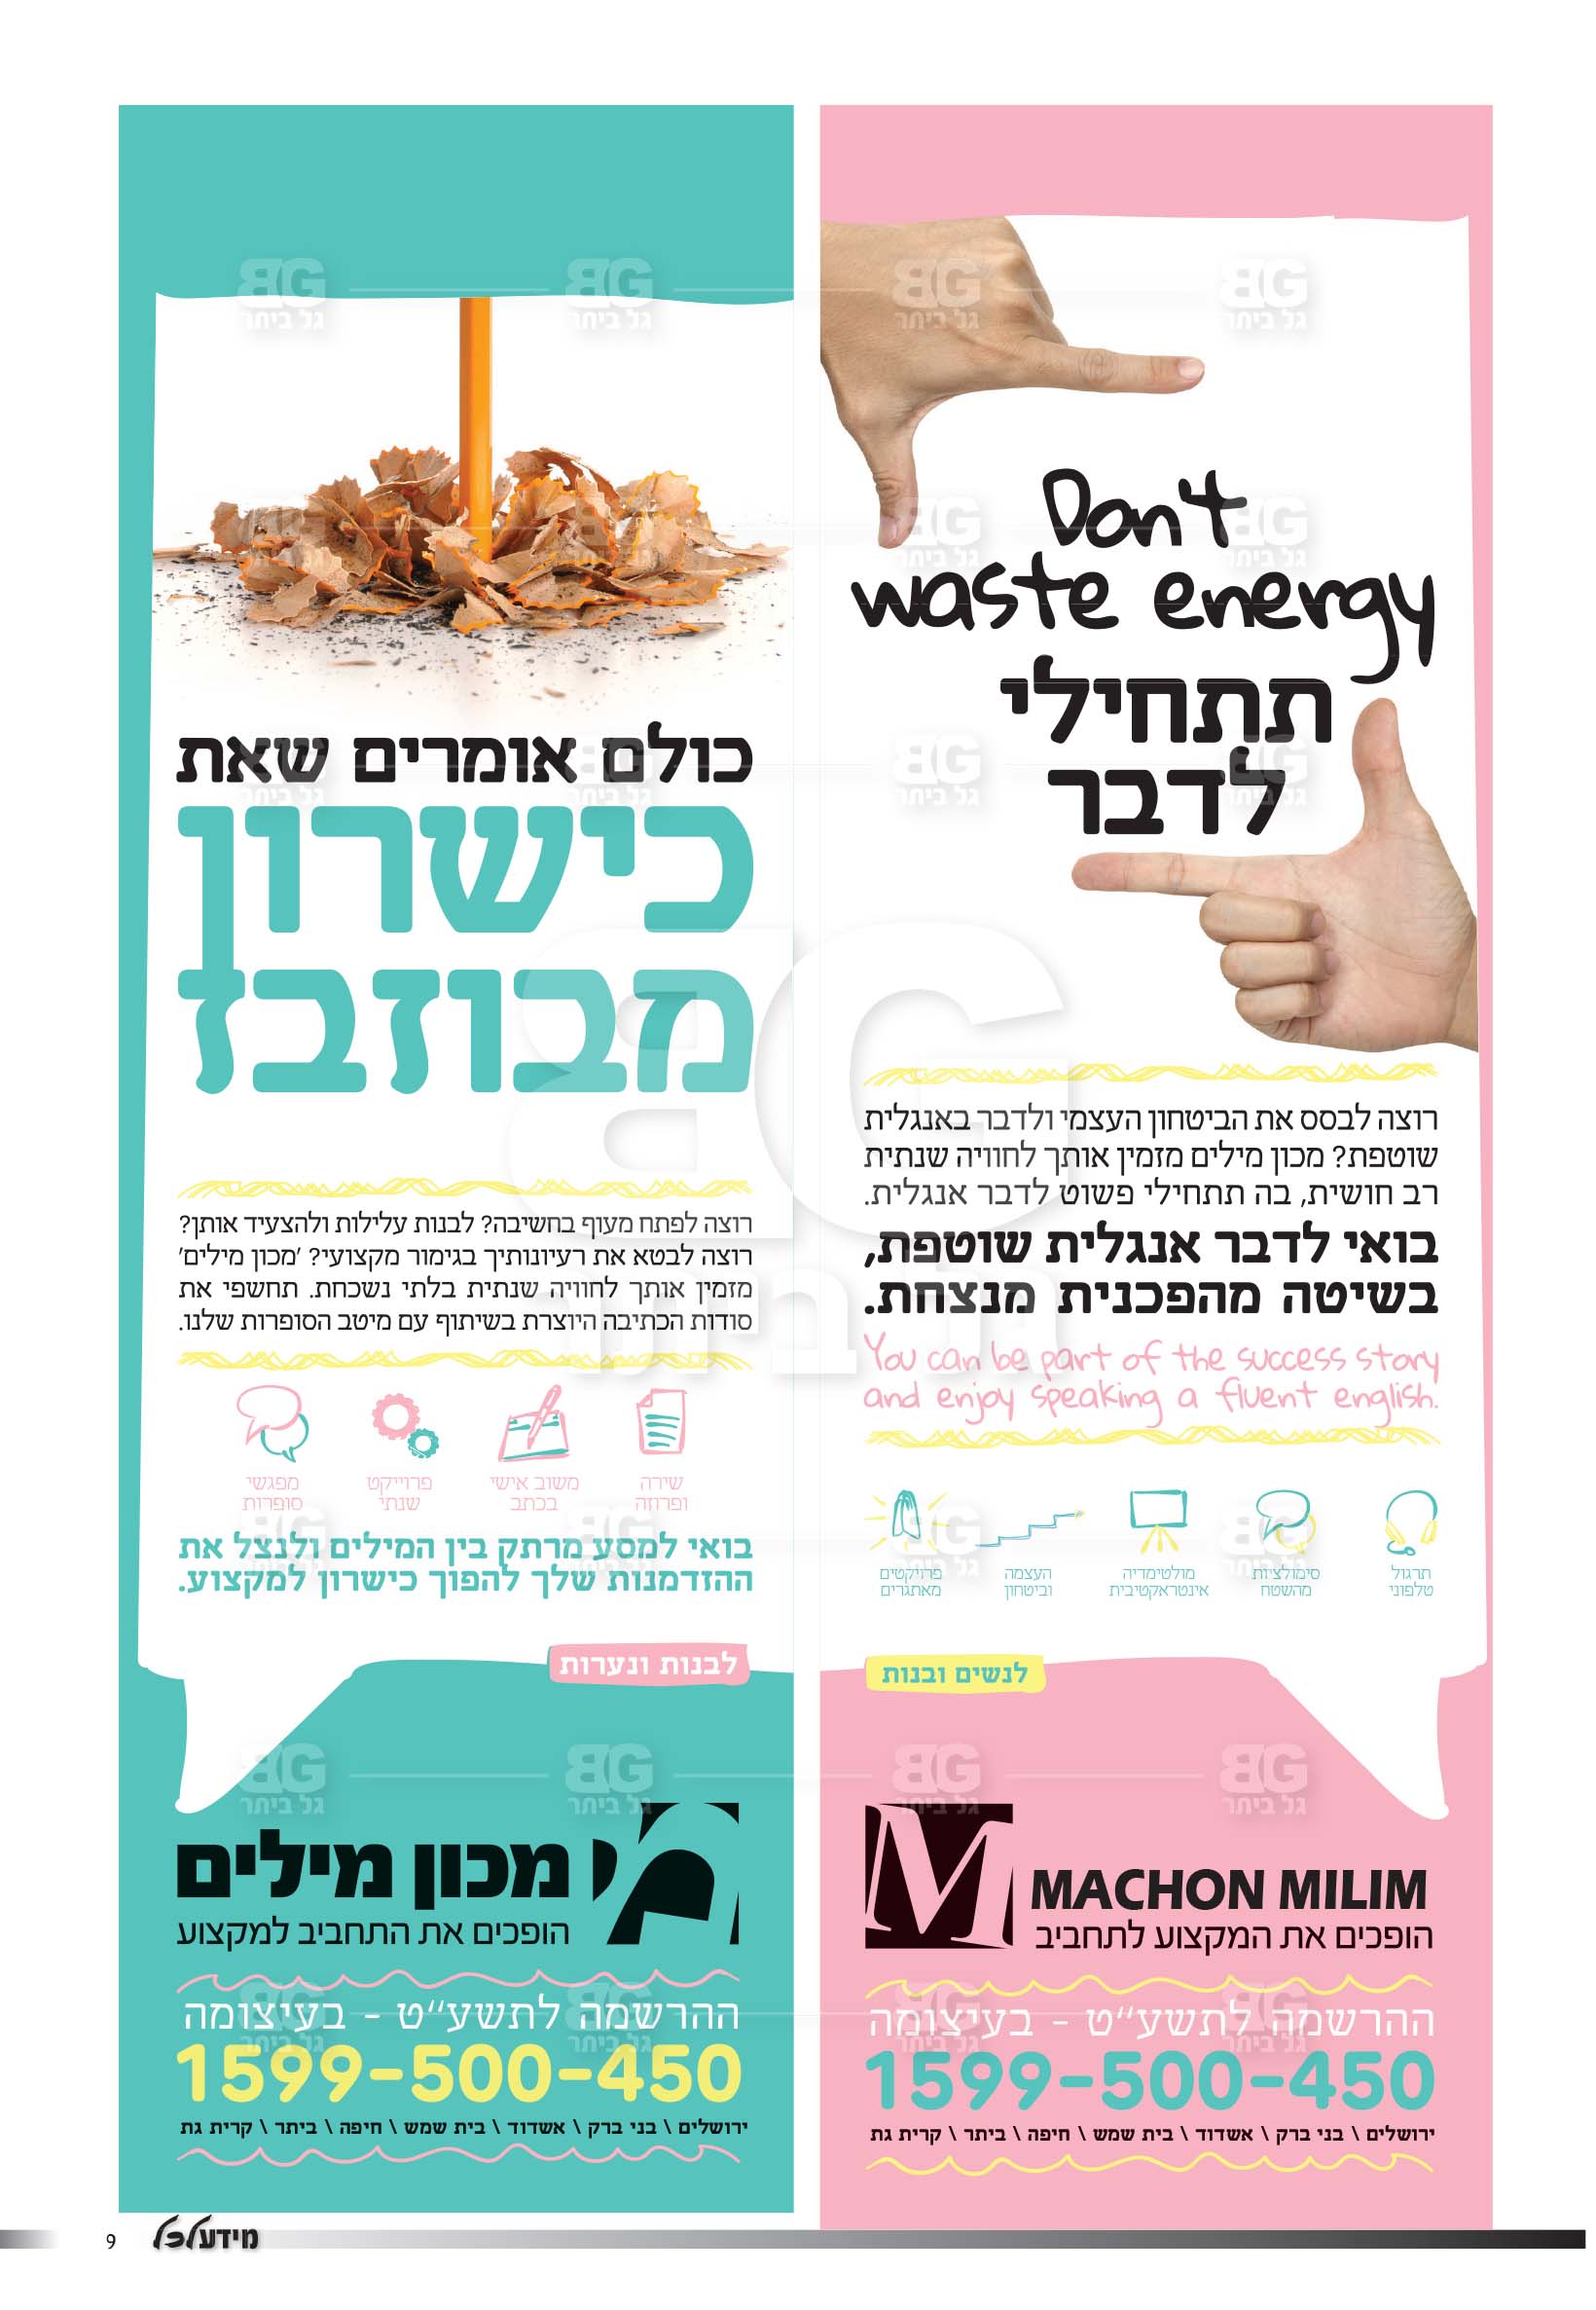 Don't
waste energy
תתחילי
לדבר
רוצה לבסס את הביטחון העצמי ולדבר באנגלית
שוטפת? מכון מילים מזמין אותך לחוויה שנתית
רב חושית, בה תתחילי פשוט לדבר אנגלית.
בואי לדבר אנגלית שוטפת,
בשיטה מהפכנית מנצחת.
You can be part of the success story
and enjoy speaking a fluent english.
תרגול
טלפוני
סימולציות
מהשטח
מולטימדיה
אינטראקטיבית
העצמה
וביטחון
פרויקטים
מאתגרים
לנשים ובנות
MACHON MILIM
הופכים את המקצוע לתחביב
ההרשמה לתשע״ט - בעיצומה
1599-500-450
ירושלים \ בני ברק \ אשדוד \ בית שמש \ חיפה \ ביתר \ קרית גת
כולם אומרים שאת
כישרון
מבוזבז
רוצה לפתח מעוף בחשיבה? לבנות עלילות ולהצעיד אותן?
רוצה לבטא את רעיונותיך בגימור מקצועי? 'מכון מילים'
מזמין אותך לחוויה שנתית בלתי נשכחת. תחשפי את
סודות הכתיבה היוצרת בשיתוף עם מיטב הסופרות שלנו.
שירה
ופרוזה
משוב אישי
בכתב
פרוייקט
שנתי
מפגשי
סופרות
בואי למסע מרתק בין המילים ולנצל את
ההזדמנות שלך להפוך כישרון למקצוע.
לבנות ונערות
מכון מילים
הופכים את התחביב למקצוע
ההרשמה לתשע״ט - בעיצומה
1599-500-450
ירושלים \ בני ברק \ אשדוד \ בית שמש \ חיפה \ ביתר \ קרית גת
BG
גל ביתר
מידע לכל
9